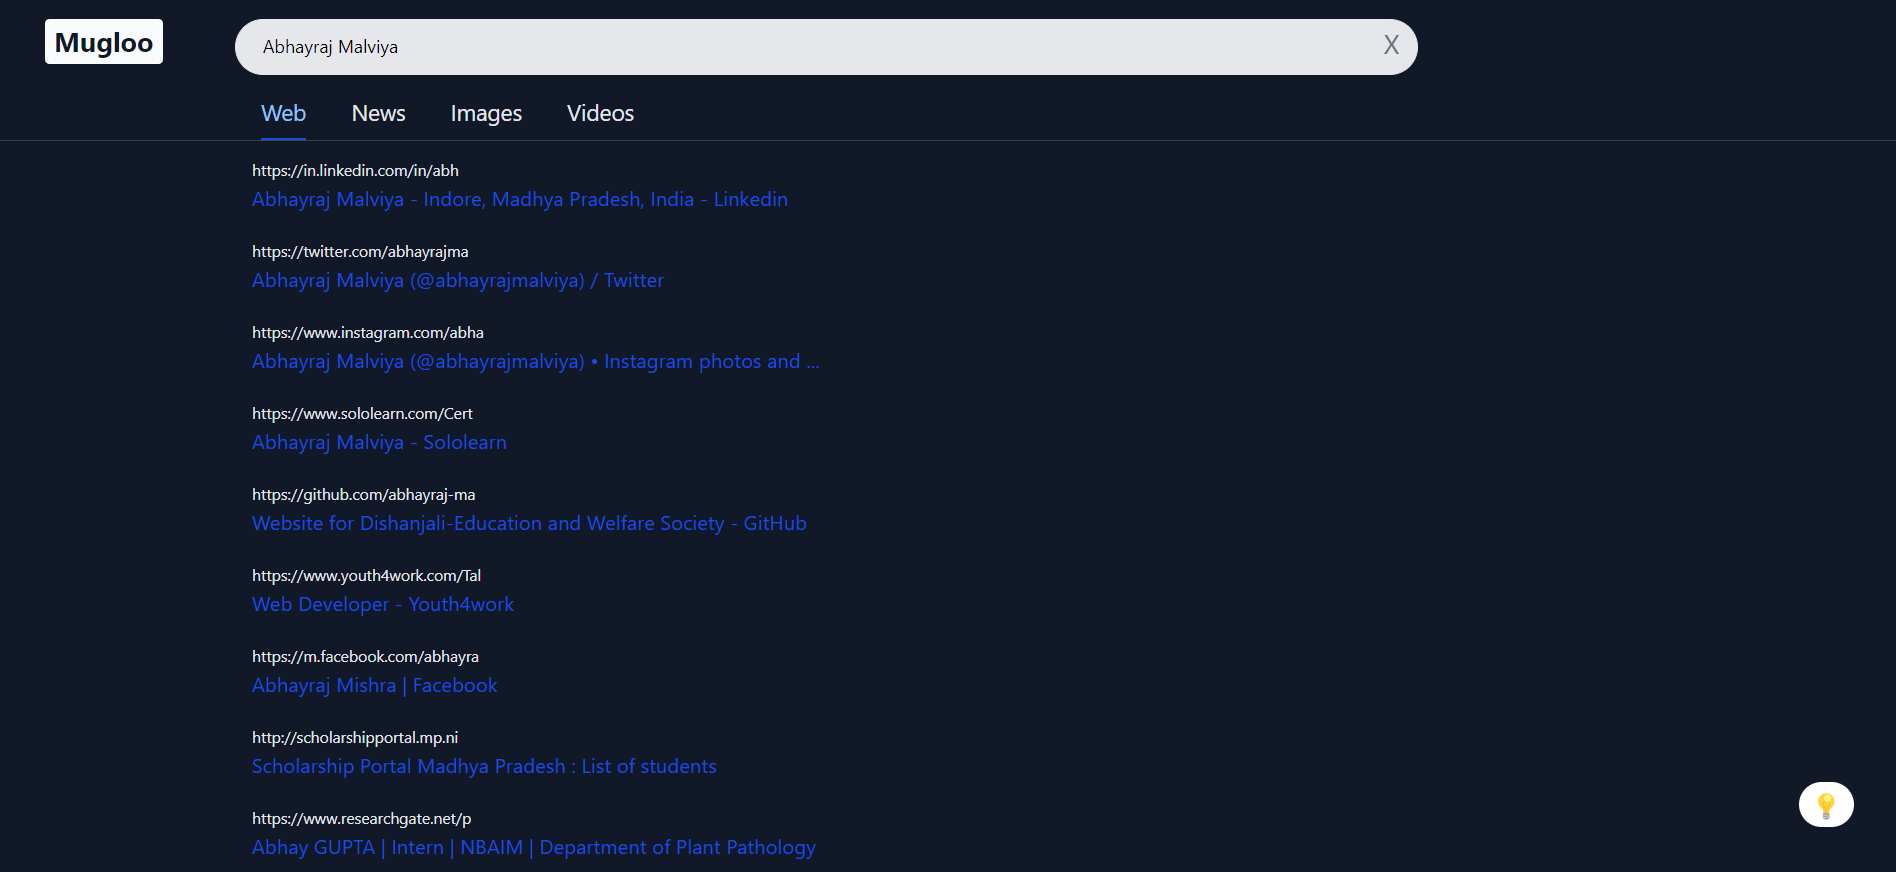 Mugloo
Abhayraj Malviya
X
Web News Images Videos
https://in.linkedin.com/in/abh
Abhayraj Malviya - Indore, Madhya Pradesh, India - Linkedin
https://twitter.com/abhayrajma
Abhayraj Malviya (@abhayrajmalviya) / Twitter
https://www.instagram.com/abha
Abhayraj Malviya (@abhayrajmalviya) • Instagram photos and ...
https://www.sololearn.com/Cert
Abhayraj Malviya - Sololearn
https://github.com/abhayraj-ma
Website for Dishanjali-Education and Welfare Society - GitHub
https://www.youth4work.com/Tal
Web Developer - Youth4work
https://m.facebook.com/abhayra
Abhayraj Mishra | Facebook
http://scholarshipportal.mp.ni
Scholarship Portal Madhya Pradesh : List of students
https://www.researchgate.net/p
Abhay GUPTA | Intern | NBAIM | Department of Plant Pathology